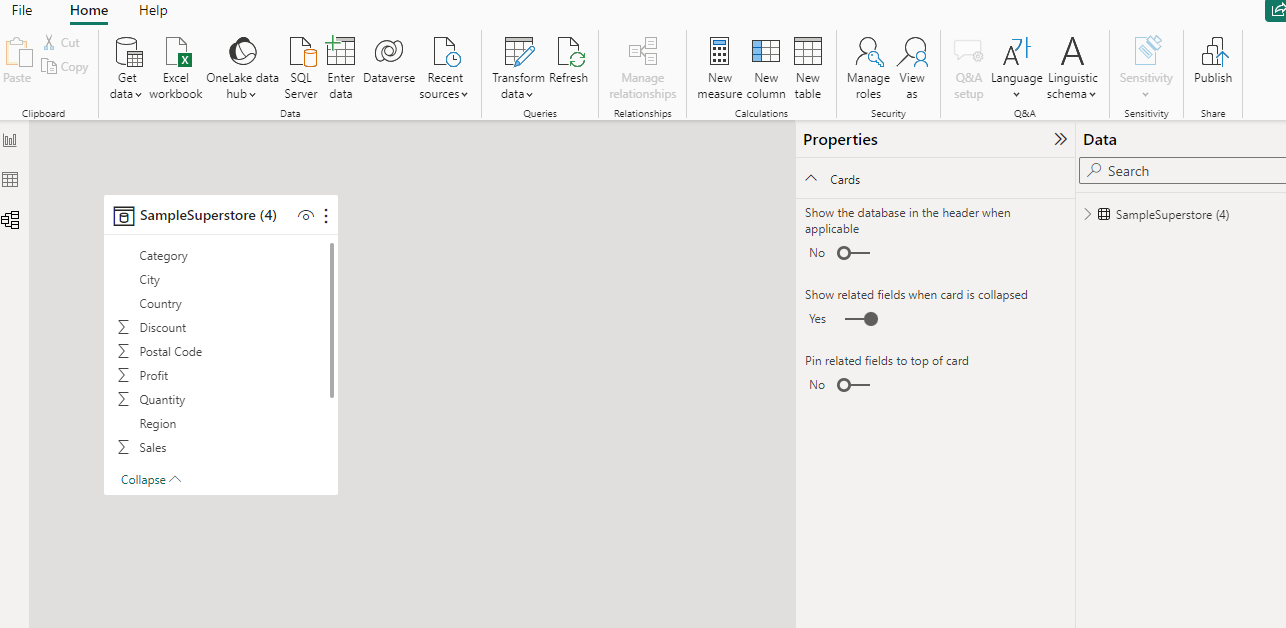 File Home Help
Paste
Cut
Copy
Clipboard
Get data
Excel workbook
OneLake data hub
SQL Server
Enter data
Dataverse
Recent sources
Data
Transform data
Refresh
Queries
Manage relationships
Relationships
New measure
New column
New table
Calculations
Manage roles
View as
Security
Q&A setup
Language
Linguistic schema
Q&A
Sensitivity
Sensitivity
Publish
Share
SampleSuperstore (4)
Category
City
Country
Discount
Postal Code
Profit
Quantity
Region
Sales
Collapse
Properties
Cards
Show the database in the header when
applicable
No
Show related fields when card is collapsed
Yes
Pin related fields to top of card
No
Data
Search
SampleSuperstore (4)